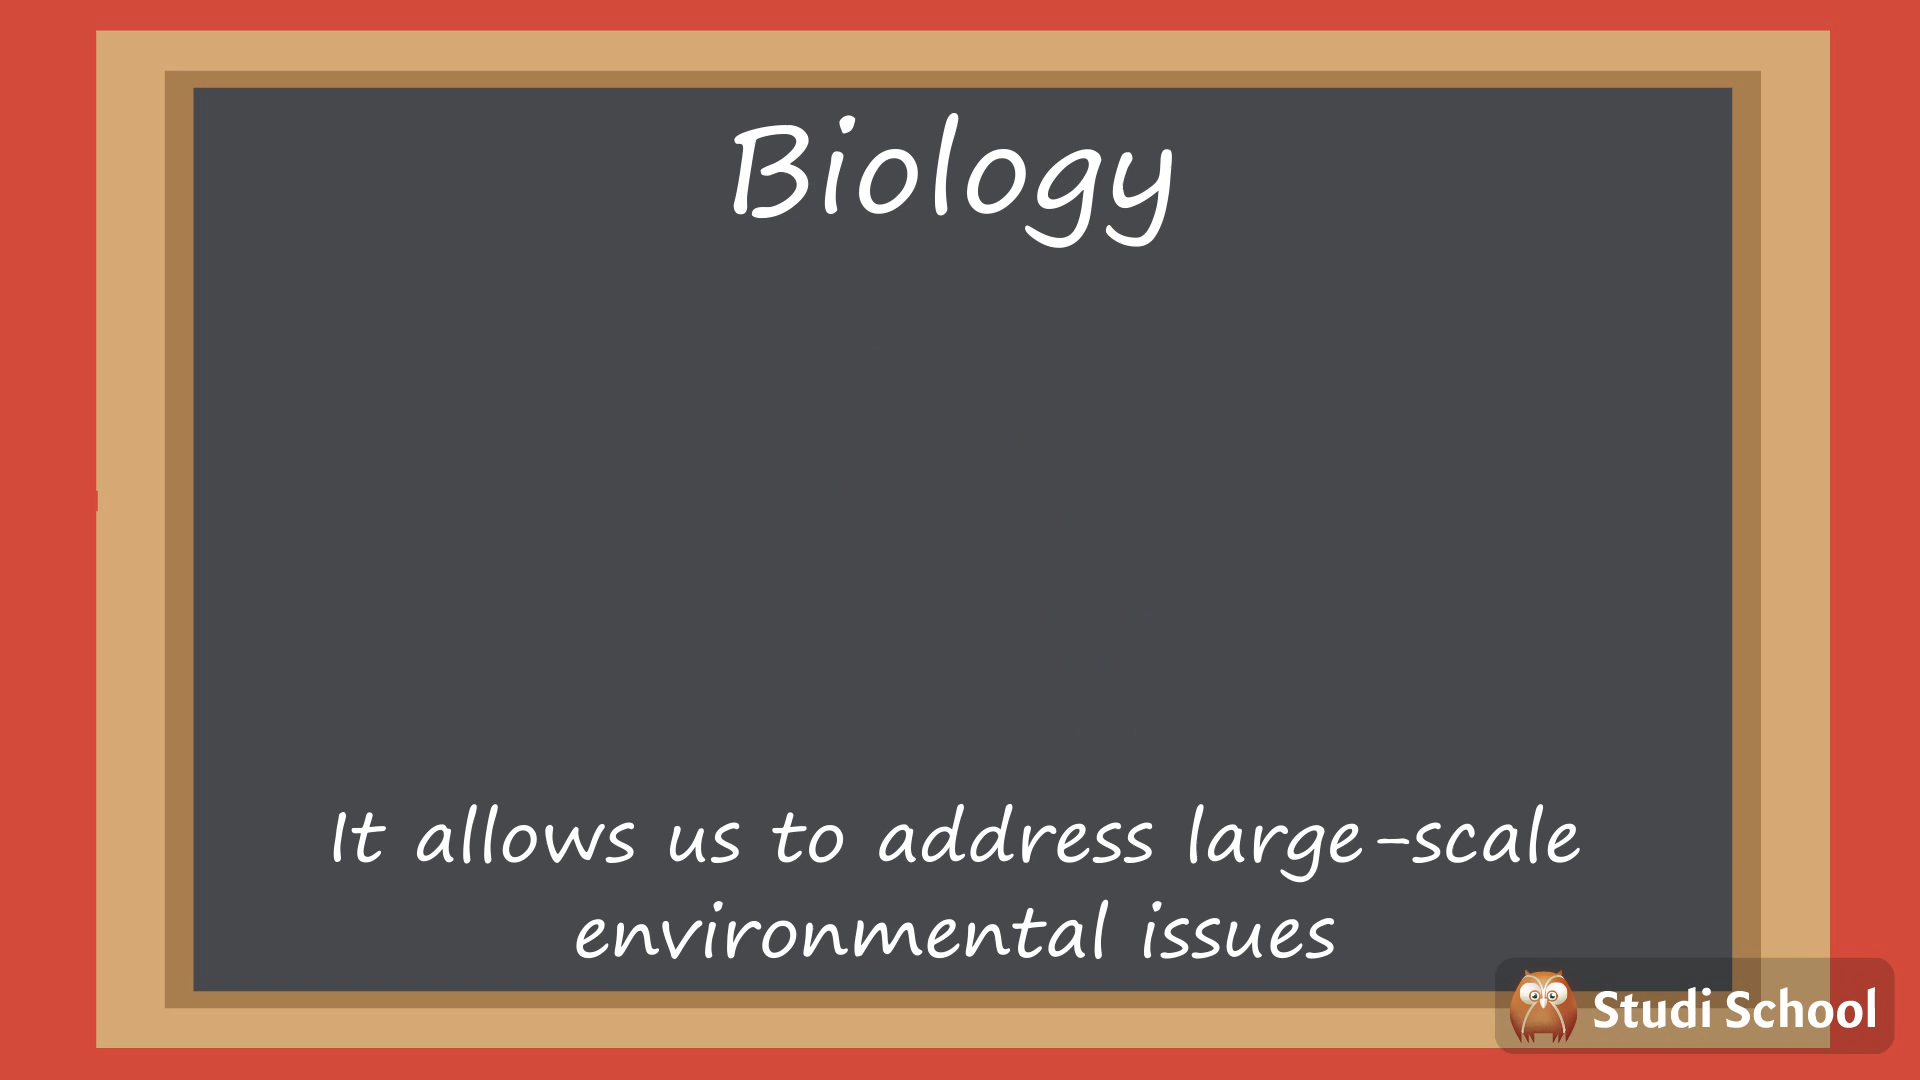 Biology
It allows us to address large-scale
environmental issues
Studi School